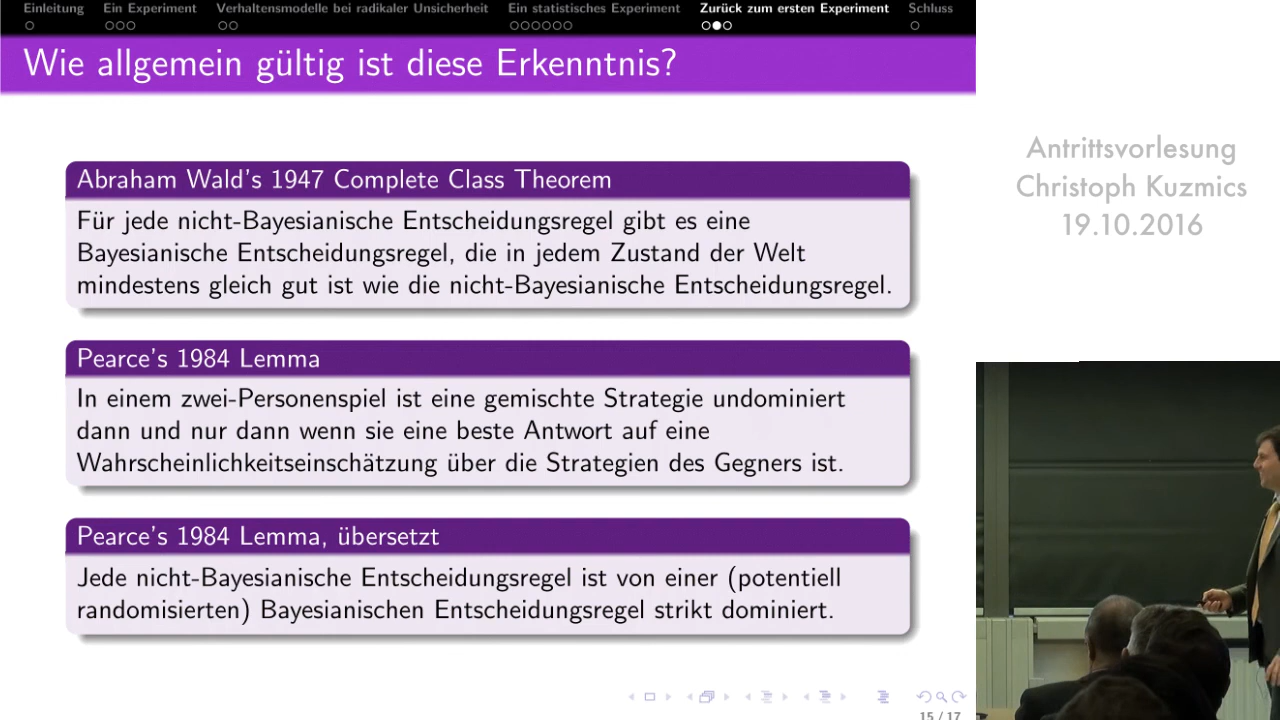 Einleitung Ein Experiment Verhaltensmodelle bei radikaler Unsicherheit Ein statistisches Experiment Zurück zum ersten Experiment Schluss
Wie allgemein gültig ist diese Erkenntnis?
Abraham Wald's 1947 Complete Class Theorem
Für jede nicht-Bayesianische Entscheidungsregel gibt es eine
Bayesianische Entscheidungsregel, die in jedem Zustand der Welt
mindestens gleich gut ist wie die nicht-Bayesianische Entscheidungsregel.
Pearce's 1984 Lemma
In einem zwei-Personenspiel ist eine gemischte Strategie undominiert
dann und nur dann wenn sie eine beste Antwort auf eine
Wahrscheinlichkeitseinschätzung über die Strategien des Gegners ist.
Pearce's 1984 Lemma, übersetzt
Jede nicht-Bayesianische Entscheidungsregel ist von einer (potentiell
randomisierten) Bayesianischen Entscheidungsregel strikt dominiert.
15 / 17
Antrittsvorlesung
Christoph Kuzmics
19.10.2016